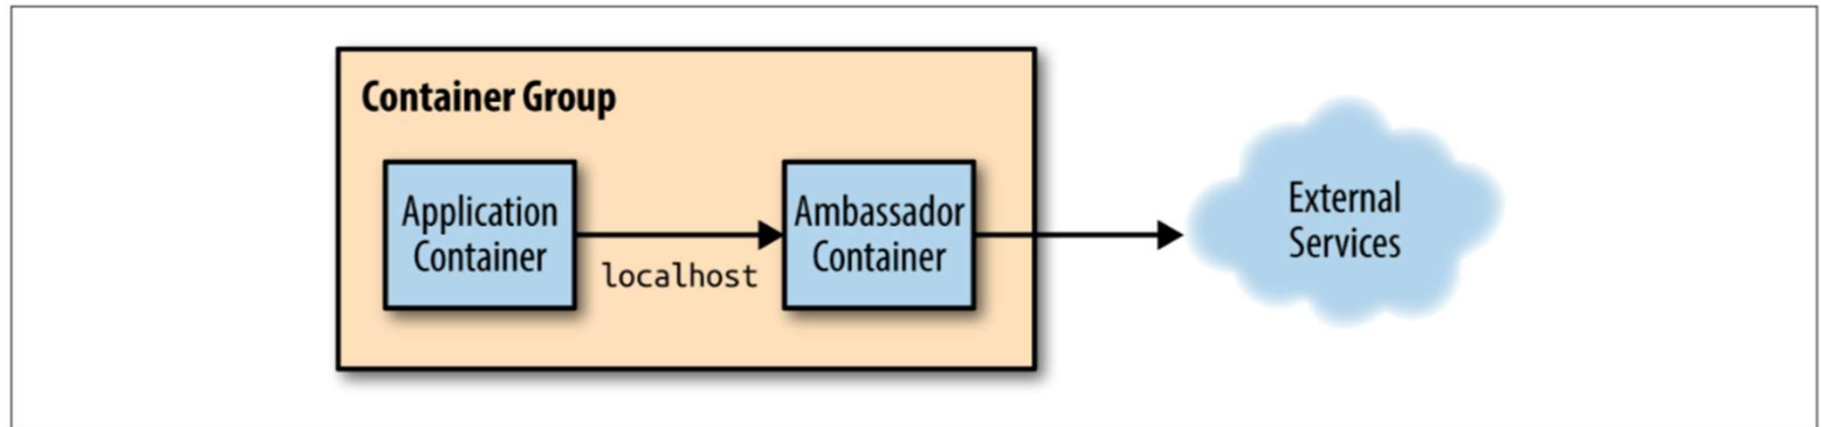 Container Group
Application
Container
localhost
Ambassador
Container
External
Services